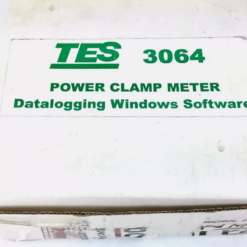 TES 3064
POWER CLAMP METER
Datalogging Windows Software